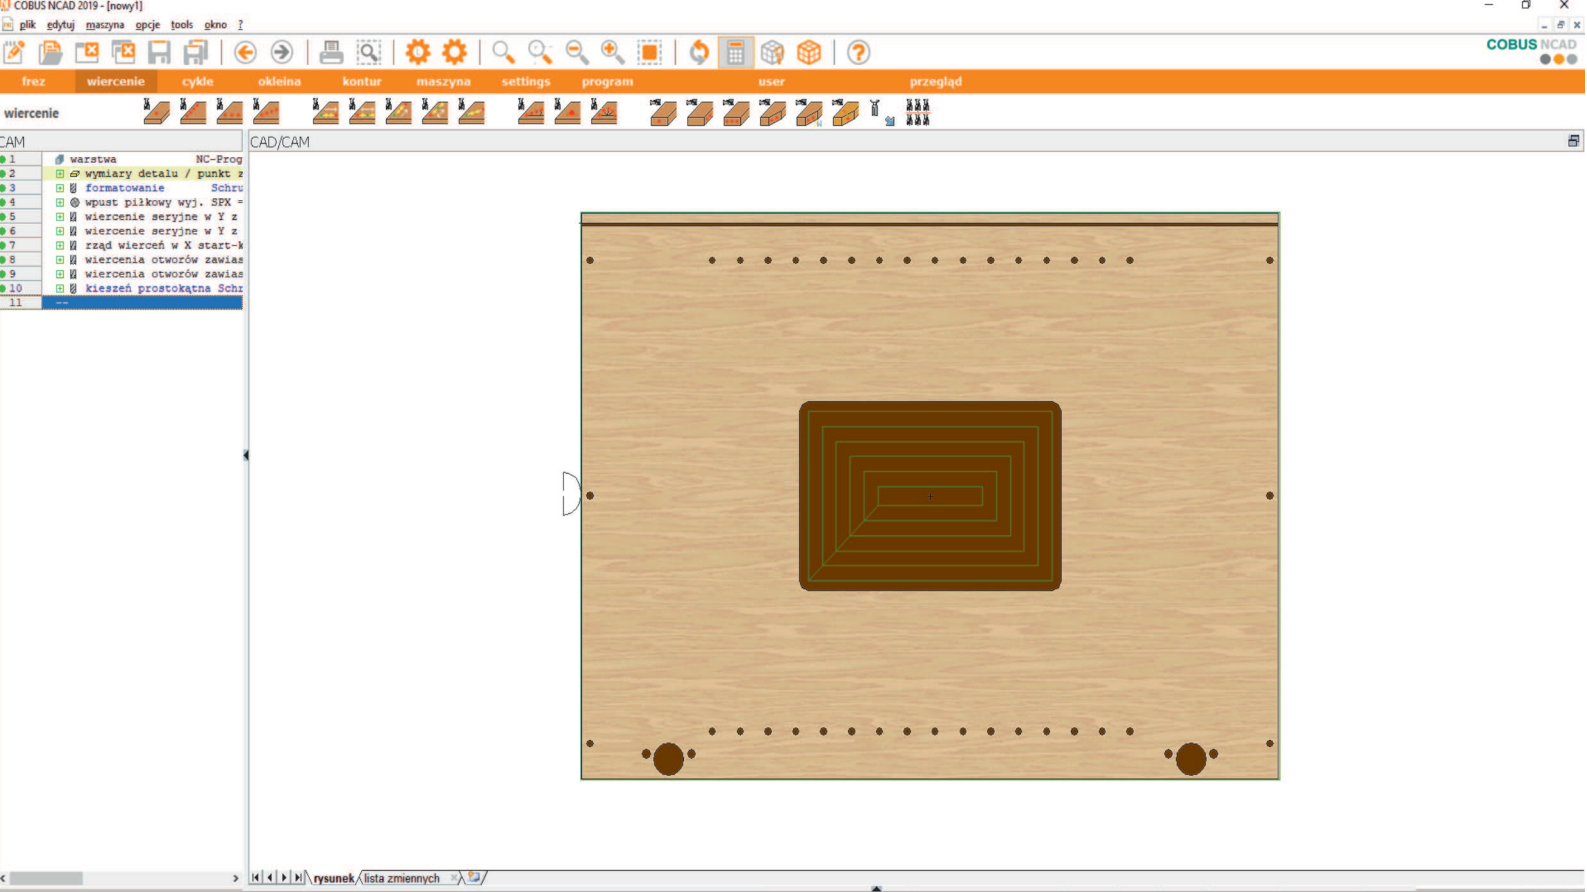 COBUS NCAD 2019 - [nowy1]
plik edytuj maszyna opcje tools okno ?
COBUS NCAD
frez wiercenie cykle okleina kontur maszyna settings program user przegląd
wiercenie
CAM
CAD/CAM
1 warstwa NC-Prog
2 wymiary detalu / punkt z
3 formatowanie Schru
4 wpust piłkowy wyj. SPX =
5 wiercenie seryjne w Y z
6 wiercenie seryjne w Y z
7 rząd wierceń w X start-k
8 wiercenia otworów zawias
9 wiercenia otworów zawias
10 kieszeń prostokątna Schr
11 --
rysunek lista zmiennych